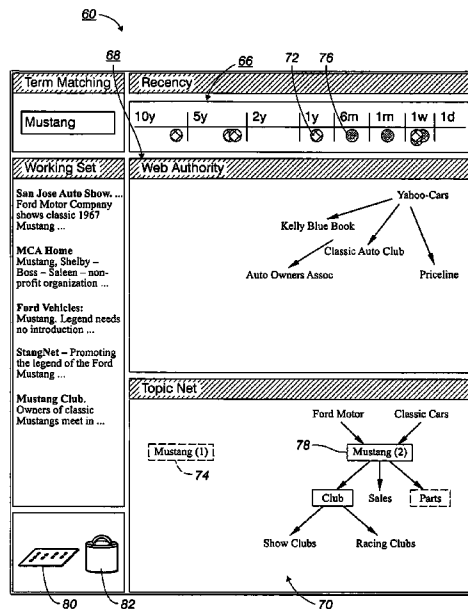 60
68
66
72
76
Term Matching
Recency
Mustang
10y 5y 2y 1y 6m 1m 1w 1d
Working Set
Web Authority
San Jose Auto Show. ...
Ford Motor Company
shows classic 1967
Mustang ...
MCA Home
Mustang, Shelby –
Boss – Saleen – non-
profit organization ...
Ford Vehicles:
Mustang. Legend needs
no introduction ...
StangNet – Promoting
the legend of the Ford
Mustang ...
Mustang Club.
Owners of classic
Mustangs meet in ...
Yahoo-Cars
Kelly Blue Book
Classic Auto Club
Auto Owners Assoc
Priceline
Topic Net
Ford Motor
Classic Cars
Mustang (1)
78
Mustang (2)
74
Club
Sales
Parts
Show Clubs
Racing Clubs
80
82
70